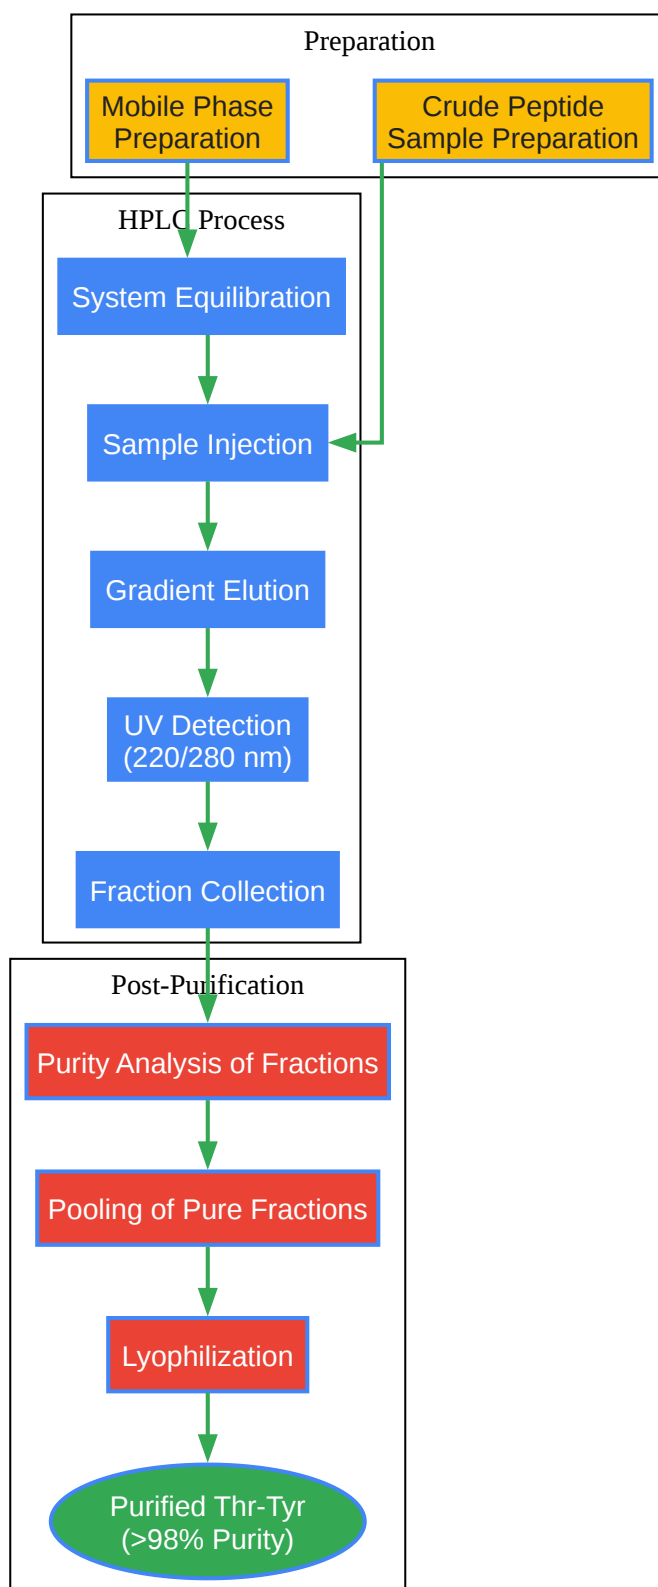 Preparation
Mobile Phase
Preparation
Crude Peptide
Sample Preparation
HPLC Process
System Equilibration
Sample Injection
Gradient Elution
UV Detection
(220/280 nm)
Fraction Collection
Post-Purification
Purity Analysis of Fractions
Pooling of Pure Fractions
Lyophilization
Purified Thr-Tyr
(>98% Purity)